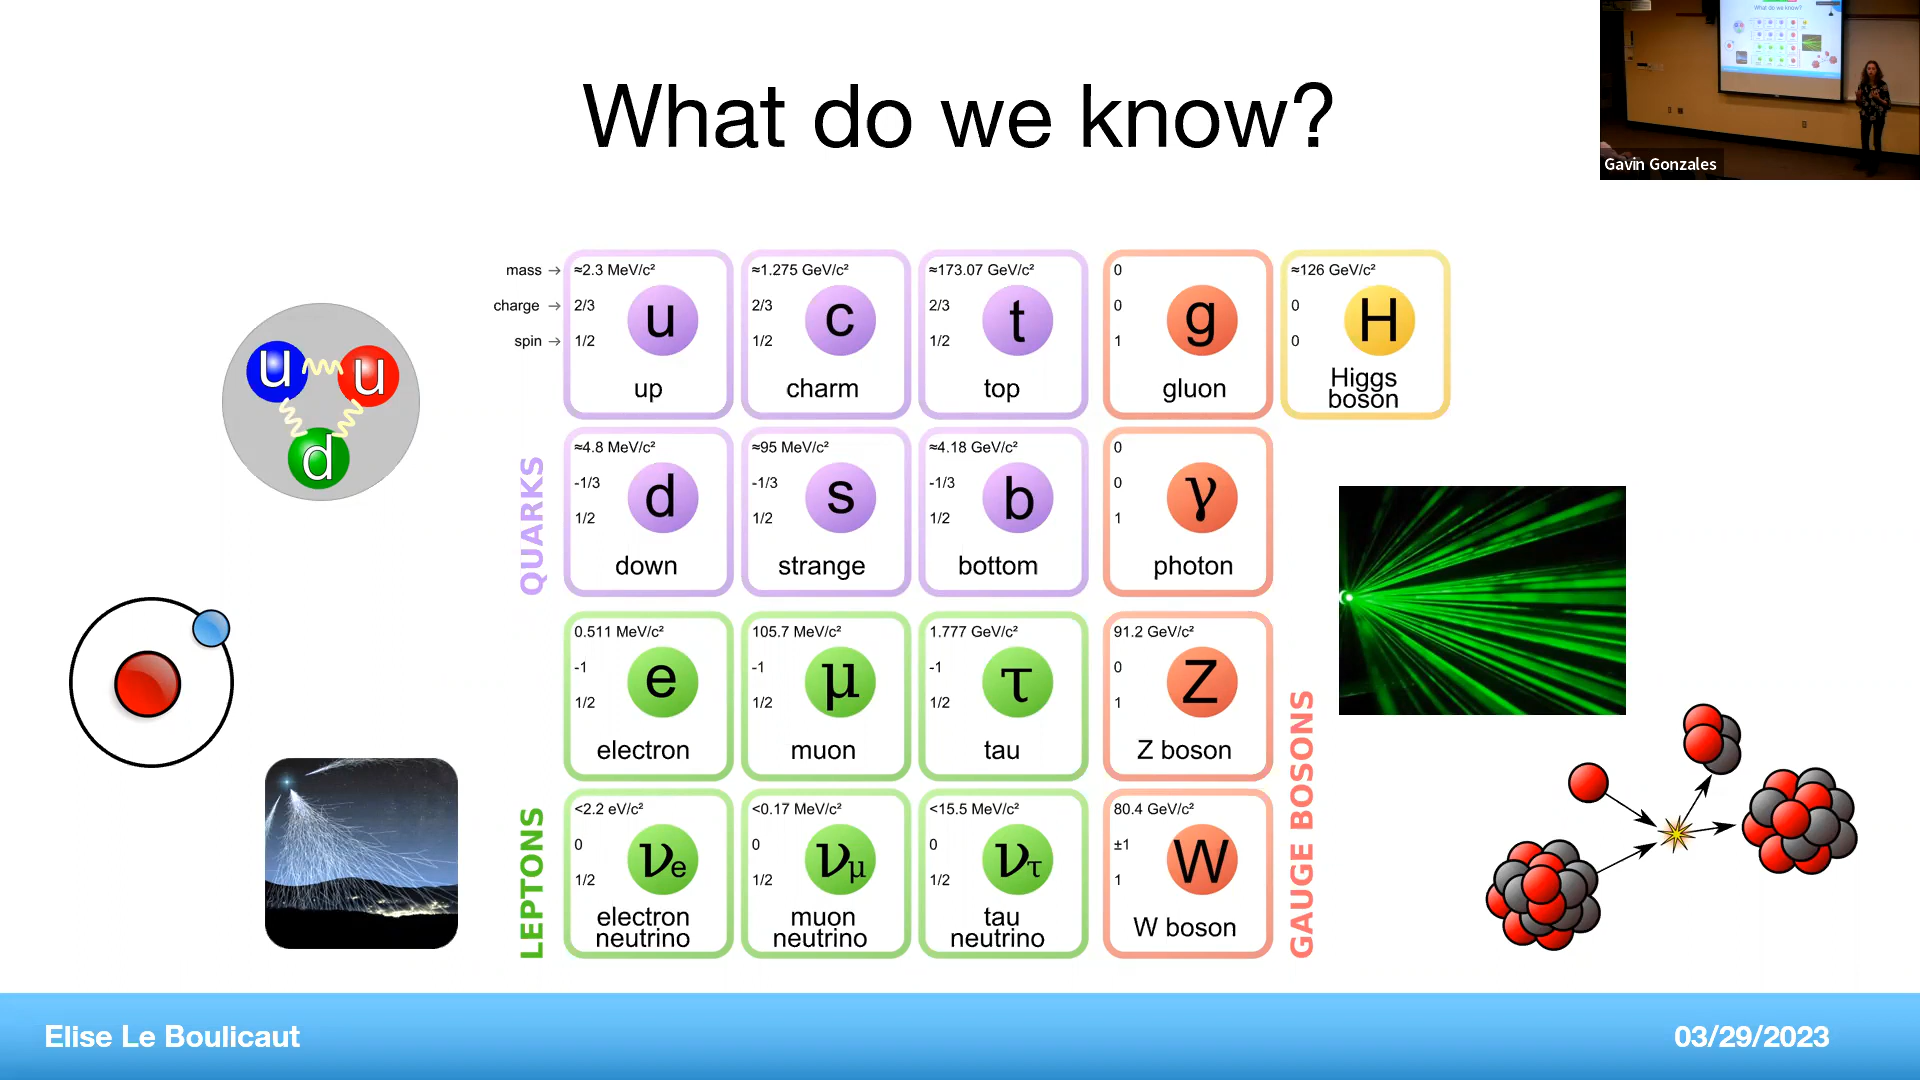 What do we know?
Gavin Gonzales
mass →
charge →
spin →
≈2.3 MeV/c²
2/3
1/2
u
up
≈1.275 GeV/c²
2/3
1/2
c
charm
≈173.07 GeV/c²
2/3
1/2
t
top
0
0
1
g
gluon
≈126 GeV/c²
0
0
H
Higgs
boson
u
u
d
QUARKS
≈4.8 MeV/c²
-1/3
1/2
d
down
≈95 MeV/c²
-1/3
1/2
s
strange
≈4.18 GeV/c²
-1/3
1/2
b
bottom
0
0
1
γ
photon
0.511 MeV/c²
-1
1/2
e
electron
105.7 MeV/c²
-1
1/2
μ
muon
1.777 GeV/c²
-1
1/2
τ
tau
91.2 GeV/c²
0
1
Z
Z boson
LEPTONS
<2.2 eV/c²
0
1/2
νe
electron
neutrino
<0.17 MeV/c²
0
1/2
νμ
muon
neutrino
<15.5 MeV/c²
0
1/2
ντ
tau
neutrino
80.4 GeV/c²
±1
1
W
W boson
GAUGE BOSONS
Elise Le Boulicaut
03/29/2023